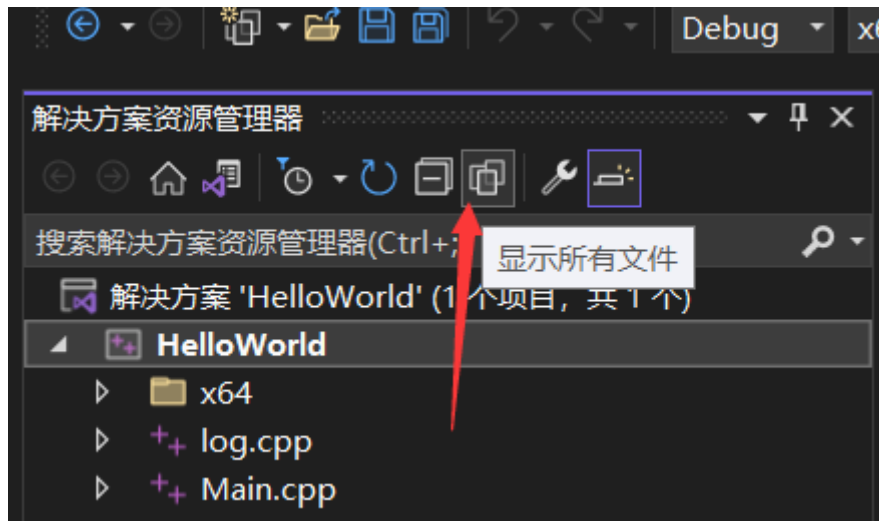 Debug
x6
解决方案资源管理器
搜索解决方案资源管理器(Ctrl+;
显示所有文件
解决方案 'HelloWorld' (1 个项目，共 1 个)
HelloWorld
x64
log.cpp
Main.cpp